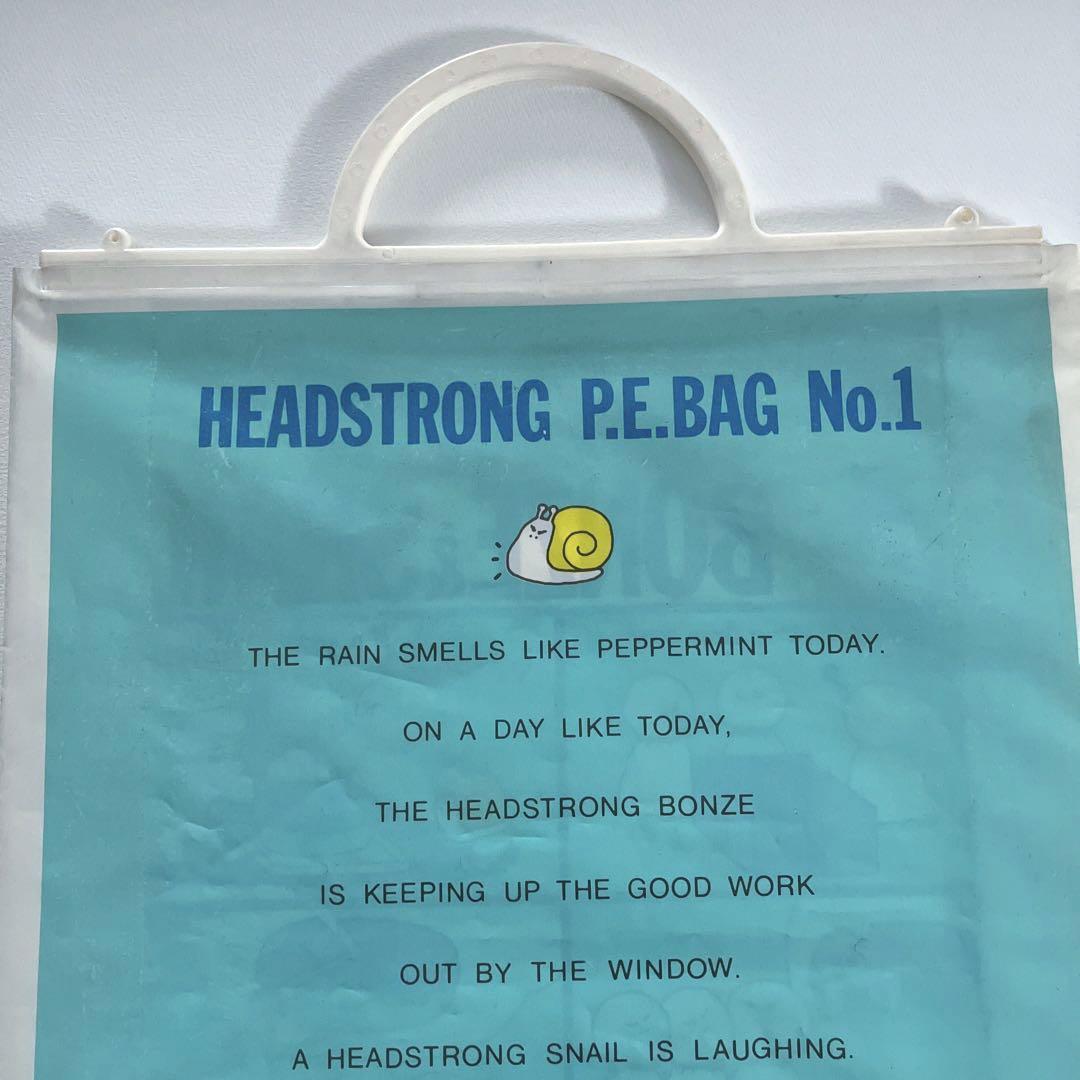 HEADSTRONG P.E.BAG No.1
THE RAIN SMELLS LIKE PEPPERMINT TODAY.
ON A DAY LIKE TODAY,
THE HEADSTRONG BONZE
IS KEEPING UP THE GOOD WORK
OUT BY THE WINDOW.
A HEADSTRONG SNAIL IS LAUGHING.